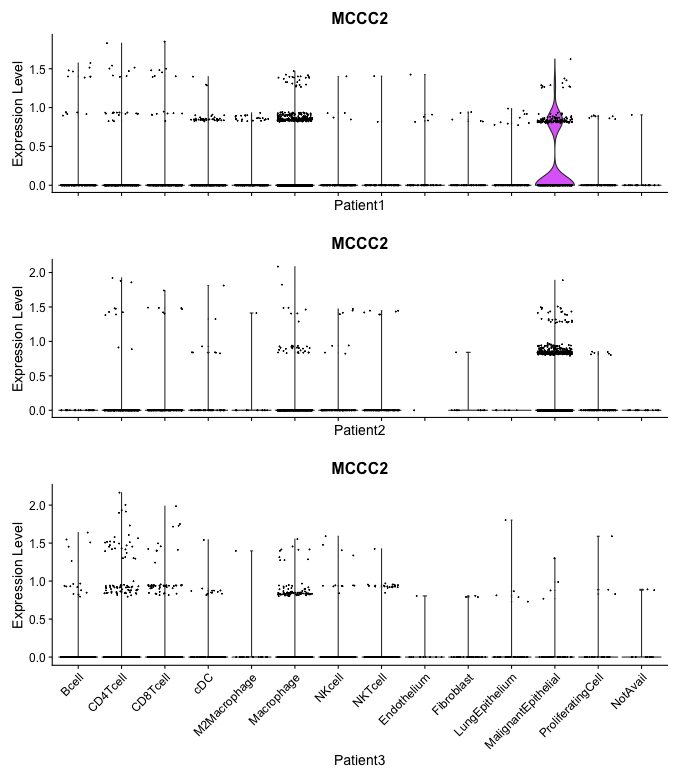 MCCC2
Expression Level
1.5
1.0
0.5
0.0
Patient1
MCCC2
Expression Level
2.0
1.5
1.0
0.5
0.0
Patient2
MCCC2
Expression Level
2.0
1.5
1.0
0.5
0.0
Bcell
CD4Tcell
CD8Tcell
cDC
M2Macrophage
Macrophage
NKcell
NKTcell
Endothelium
Fibroblast
LungEpithelium
MalignantEpithelial
ProliferatingCell
NotAvail
Patient3